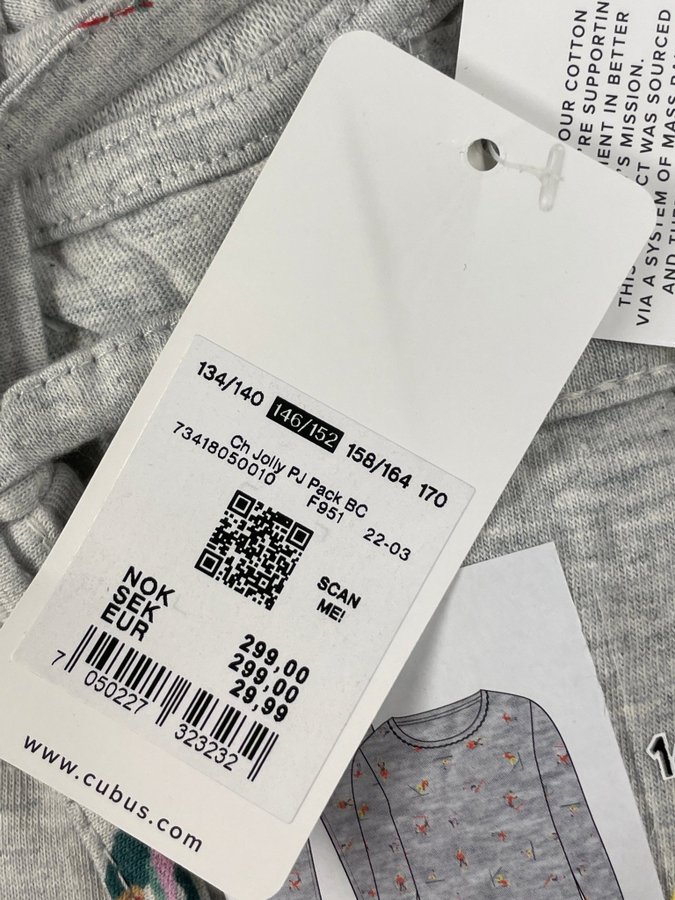 OUR COTTON
'RE SUPPORTIN
ENT IN BETTER
'S MISSION.
CT WAS SOURCED
VIA A SYSTEM OF MASS
AND
134/140 146/152 158/164 170
Ch Jolly PJ Pack BC
73418050010 F951 22-03
SCAN
ME!
NOK 299,00
SEK 299,00
EUR 29,99
7 050227 323232
www.cubus.com